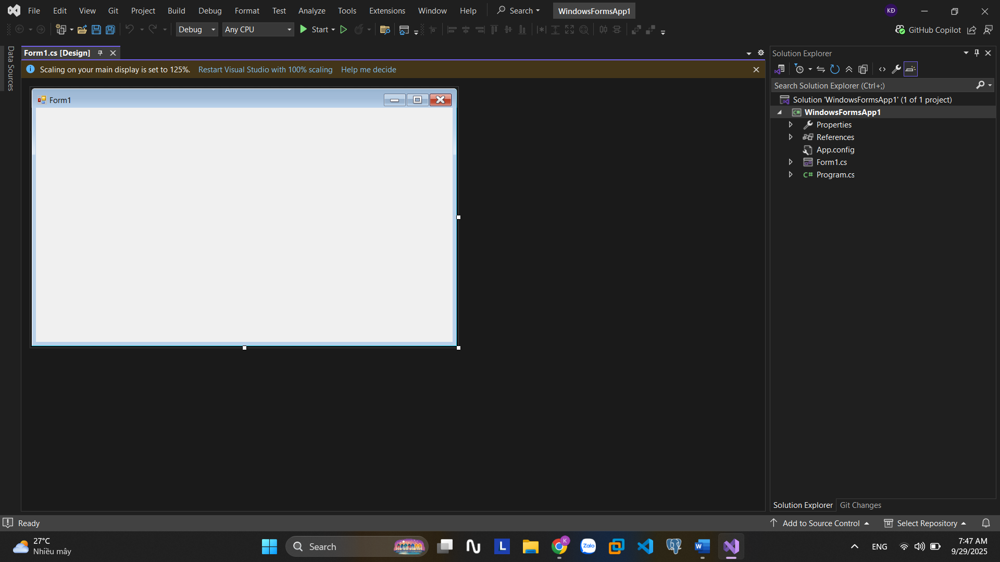 File Edit View Git Project Build Debug Format Test Analyze Tools Extensions Window Help Search WindowsFormsApp1 KD
Debug Any CPU Start GitHub Copilot
Data Sources
Form1.cs [Design]
Scaling on your main display is set to 125%. Restart Visual Studio with 100% scaling Help me decide
Form1
Solution Explorer
Search Solution Explorer (Ctrl+;)
Solution 'WindowsFormsApp1' (1 of 1 project)
C# WindowsFormsApp1
Properties
References
App.config
Form1.cs
C# Program.cs
Solution Explorer Git Changes
Ready Add to Source Control Select Repository
27°C
Nhiều mây
Search
L
K
Zalo
W
ENG
7:47 AM
9/29/2025